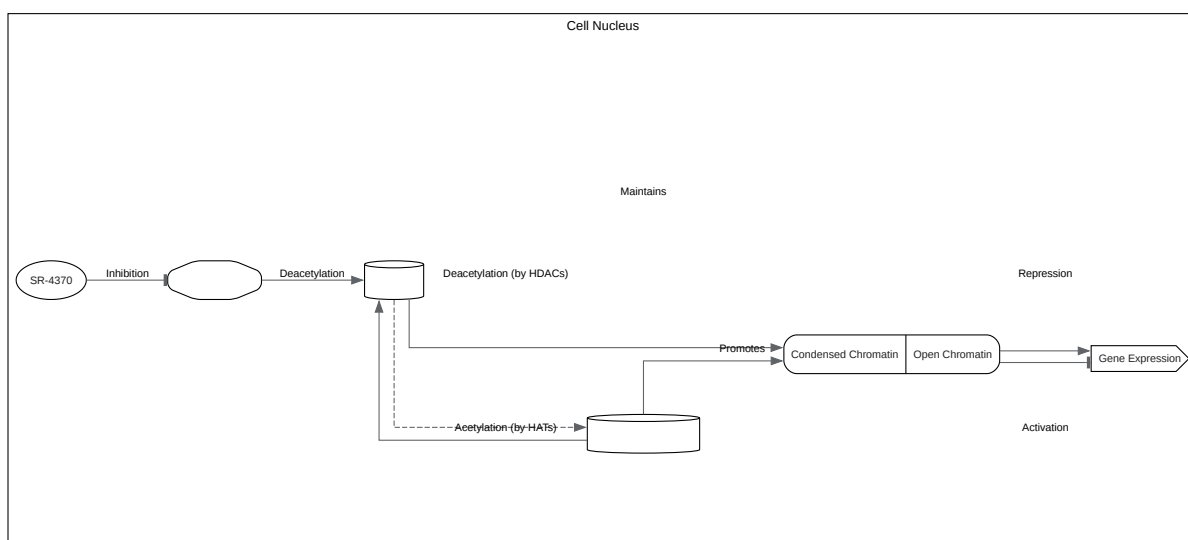 Cell Nucleus
Maintains
SR-4370
Inhibition
Deacetylation
Deacetylation (by HDACs)
Repression
Promotes
Condensed Chromatin
Open Chromatin
Gene Expression
Acetylation (by HATs)
Activation